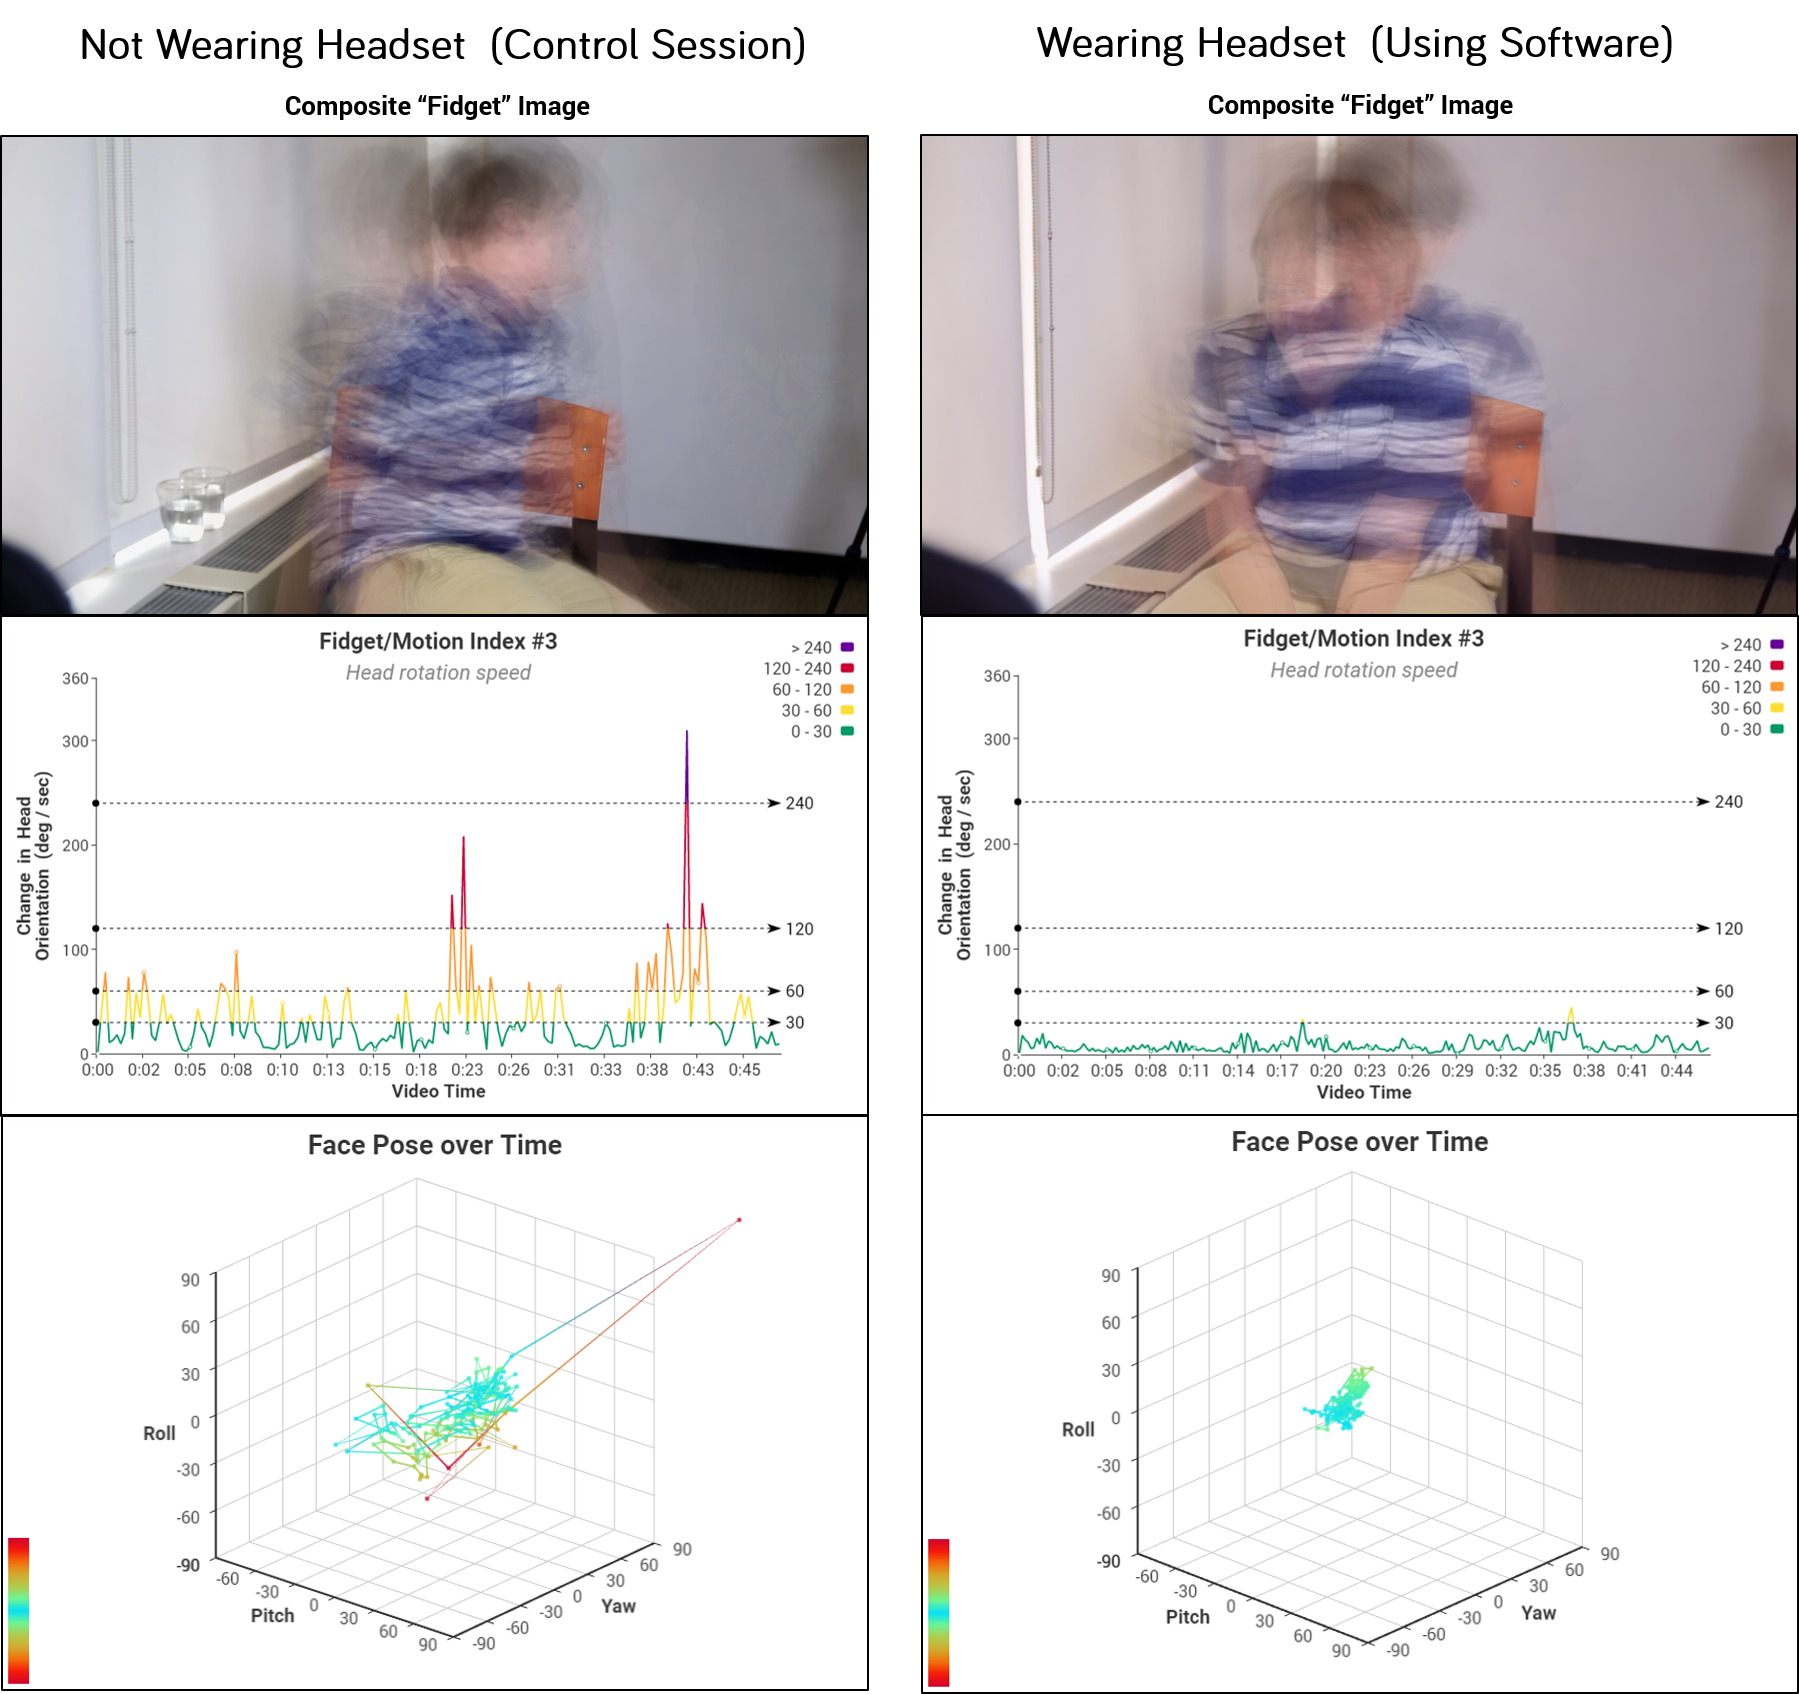 Not Wearing Headset (Control Session)
Composite “Fidget” Image
Fidget/Motion Index #3
Head rotation speed
> 240
120 - 240
60 - 120
30 - 60
0 - 30
Change in Head
Orientation (deg / sec)
360
300
200
100
0
240
120
60
30
0:00 0:02 0:05 0:08 0:10 0:13 0:15 0:18 0:23 0:26 0:31 0:33 0:38 0:43 0:45
Video Time
Face Pose over Time
90
60
30
0
-30
-60
-90
Roll
-60 -30 0 30 60 90
Pitch
-90 -60 -30 0 30 60 90
Yaw
Wearing Headset (Using Software)
Composite “Fidget” Image
Fidget/Motion Index #3
Head rotation speed
> 240
120 - 240
60 - 120
30 - 60
0 - 30
Change in Head
Orientation (deg / sec)
360
300
200
100
0
240
120
60
30
0:00 0:02 0:05 0:08 0:11 0:14 0:17 0:20 0:23 0:26 0:29 0:32 0:35 0:38 0:41 0:44
Video Time
Face Pose over Time
90
60
30
0
-30
-60
-90
Roll
-60 -30 0 30 60 90
Pitch
-90 -60 -30 0 30 60 90
Yaw